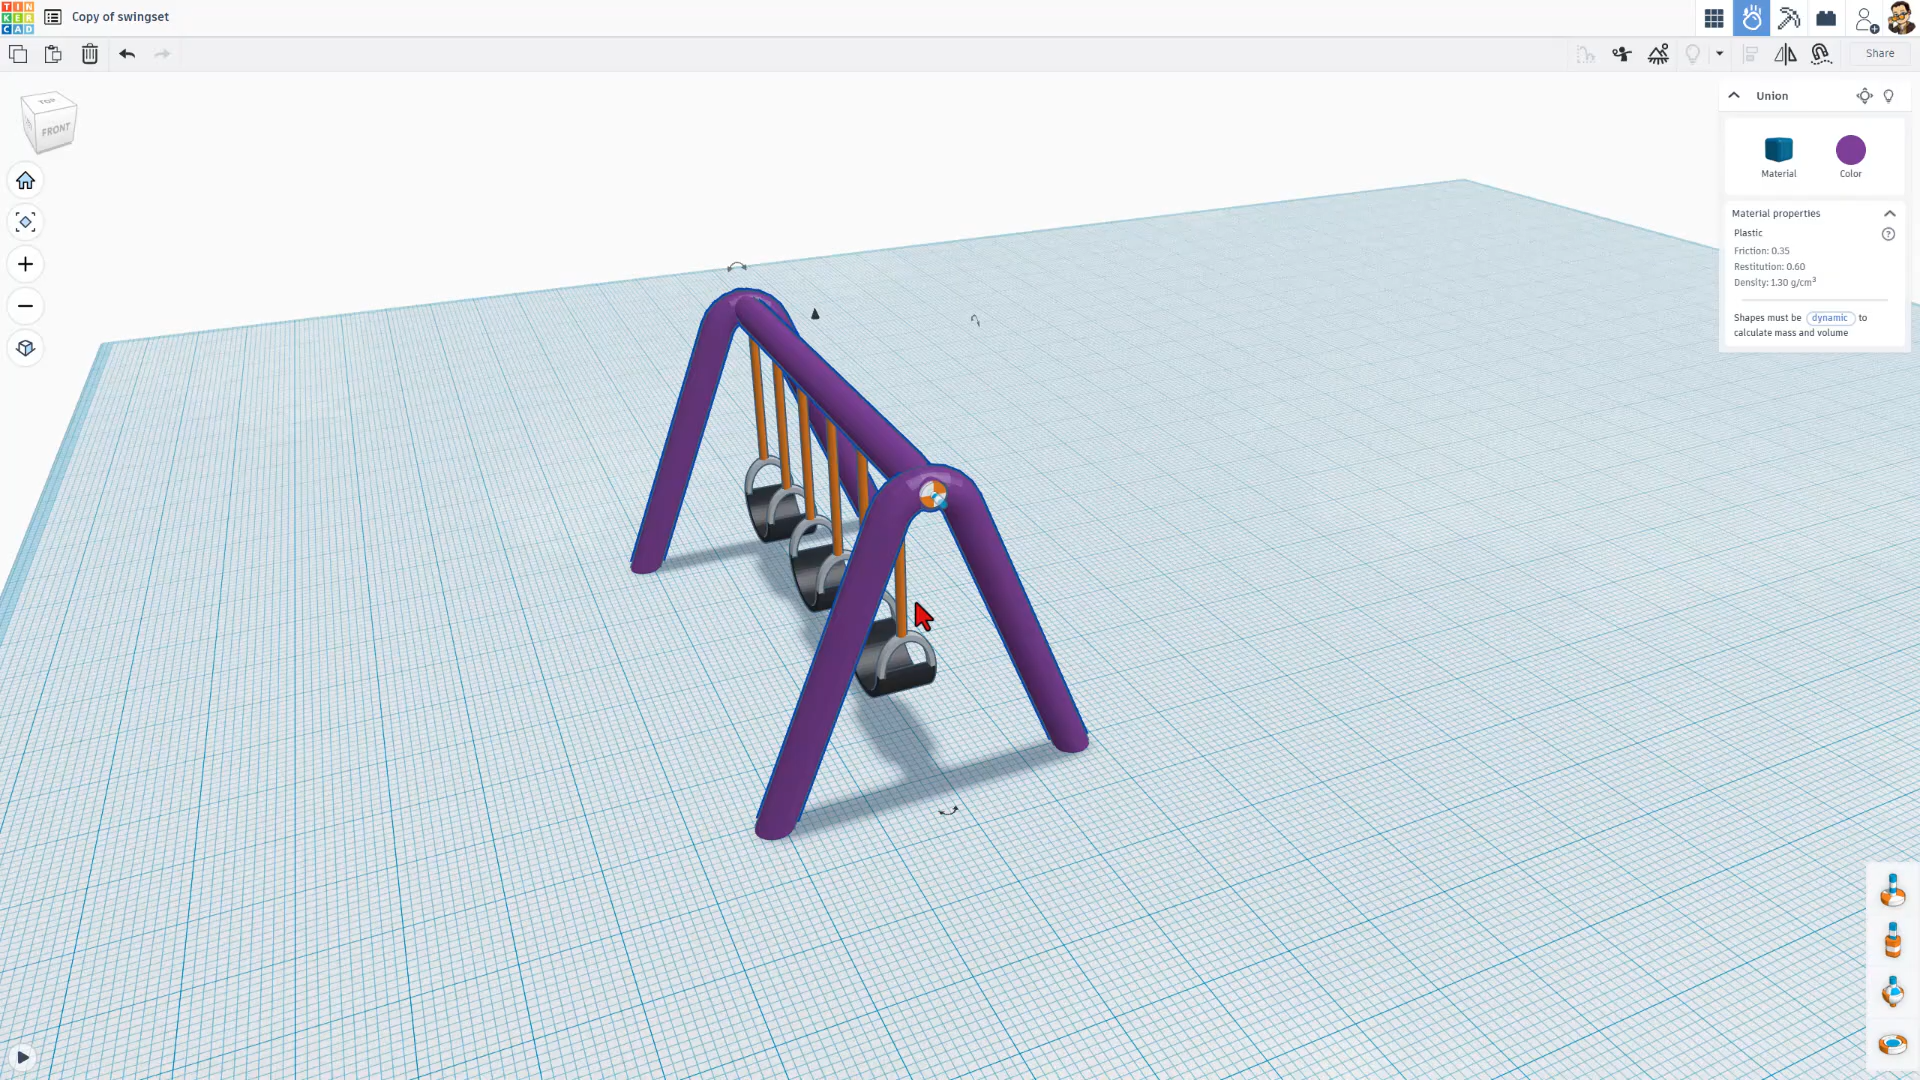 TIN
KER
CAD
Copy of swingset
Share
TOP
FRONT
Union
Material
Color
Material properties
Plastic
Friction: 0.35
Restitution: 0.60
Density: 1.30 g/cm³
Shapes must be dynamic to
calculate mass and volume